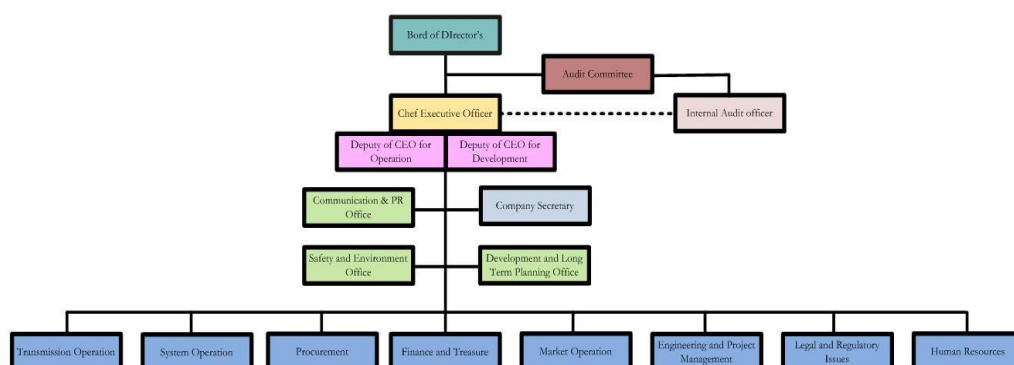 Bord of DIrector's
Audit Committee
Chef Executive Officer
Internal Audit officer
Deputy of CEO for
Operation
Deputy of CEO for
Development
Communication & PR
Office
Company Secretary
Safety and Environment
Office
Development and Long
Term Planning Office
Transmission Operation
System Operation
Procurement
Finance and Treasure
Market Operation
Engineering and Project
Management
Legal and Regulatory
Issues
Human Resources